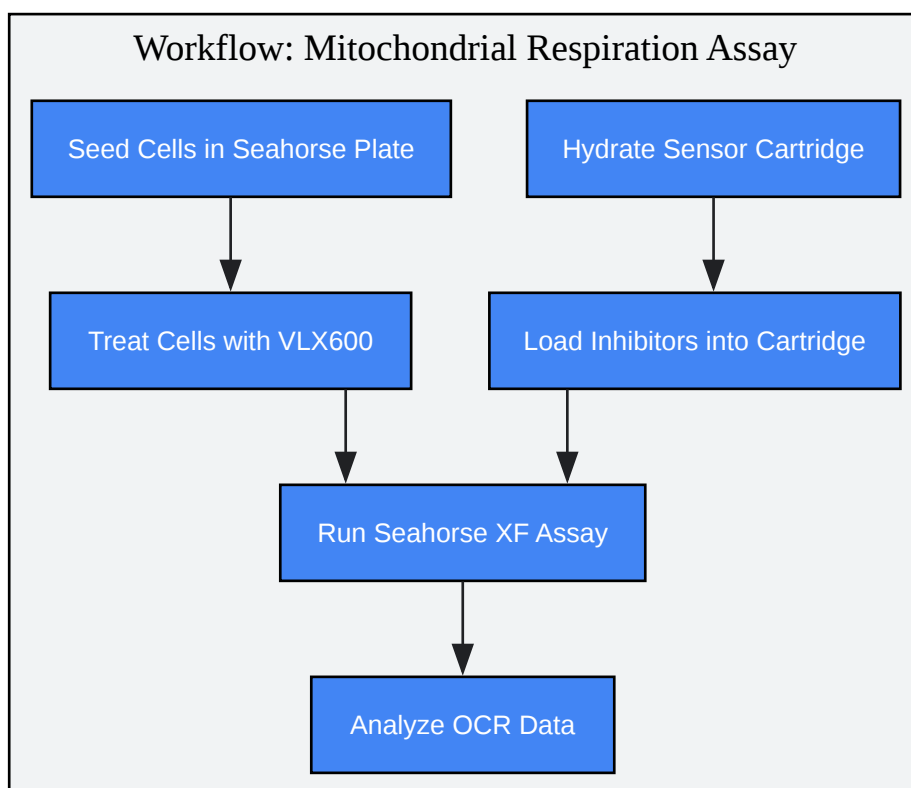 Workflow: Mitochondrial Respiration Assay
Seed Cells in Seahorse Plate
Hydrate Sensor Cartridge
Treat Cells with VLX600
Load Inhibitors into Cartridge
Run Seahorse XF Assay
Analyze OCR Data